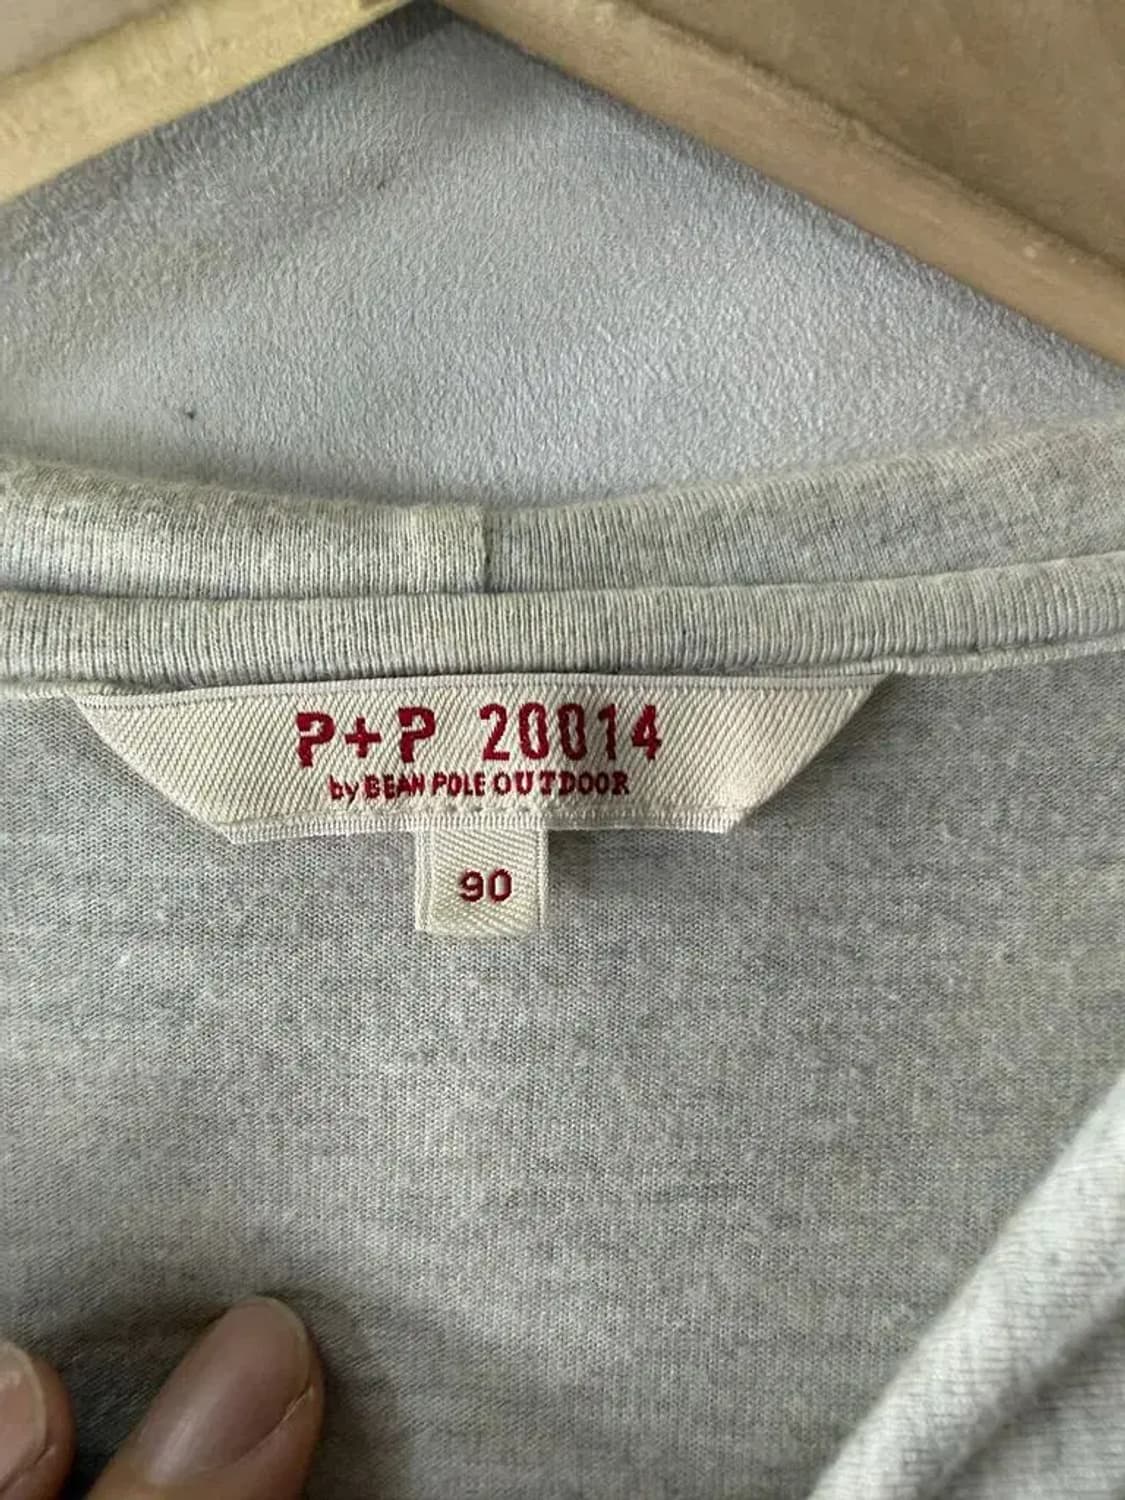 P+P 20014
by BEAN POLE OUTDOOR
90